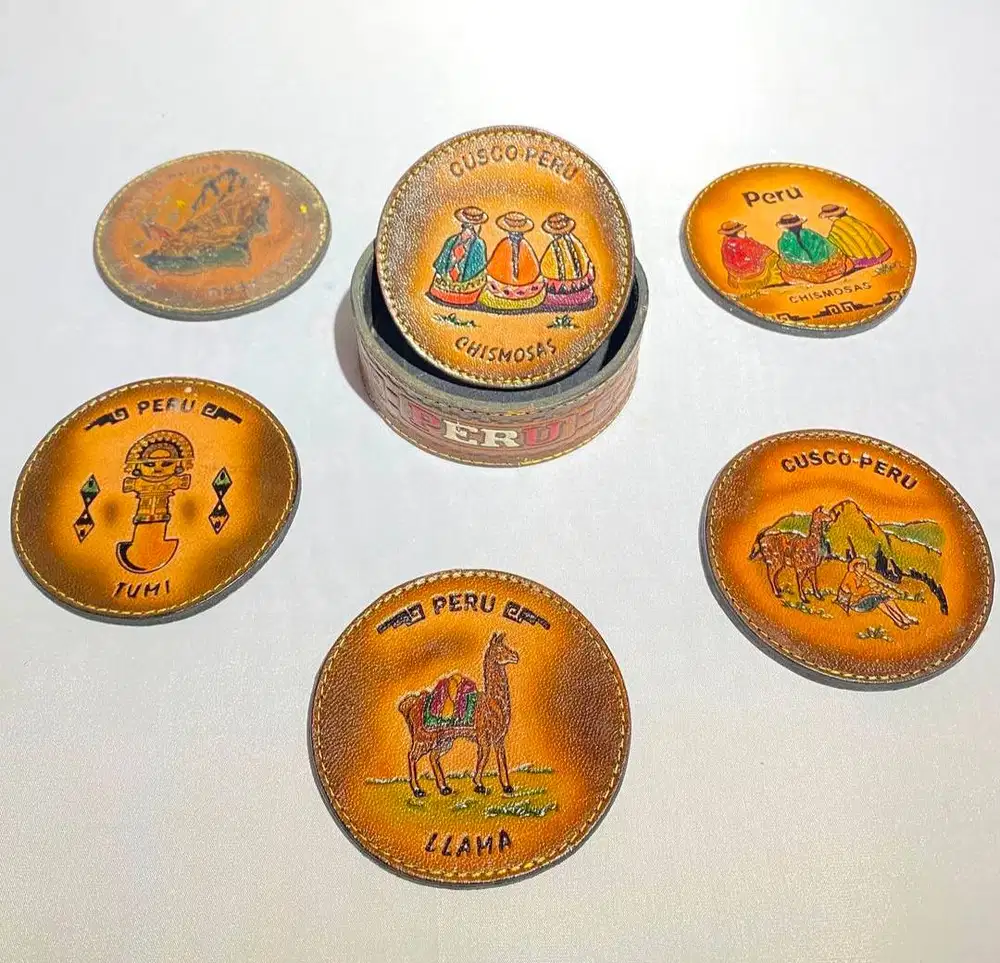 CUSCO-PERU
CHISMOSAS
PERU
Peru
CHISMOSAS
PERU
TUMI
CUSCO-PERU
PERU
LLAMA